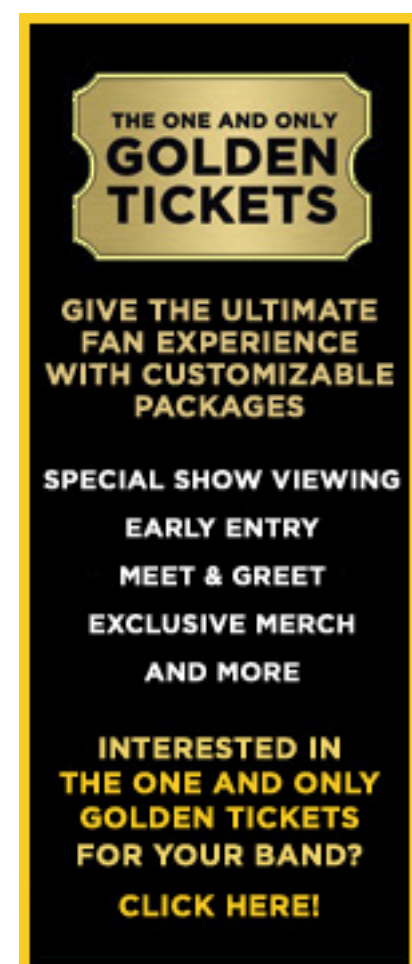 THE ONE AND ONLY
GOLDEN
TICKETS
GIVE THE ULTIMATE
FAN EXPERIENCE
WITH CUSTOMIZABLE
PACKAGES
SPECIAL SHOW VIEWING
EARLY ENTRY
MEET & GREET
EXCLUSIVE MERCH
AND MORE
INTERESTED IN
THE ONE AND ONLY
GOLDEN TICKETS
FOR YOUR BAND?
CLICK HERE!